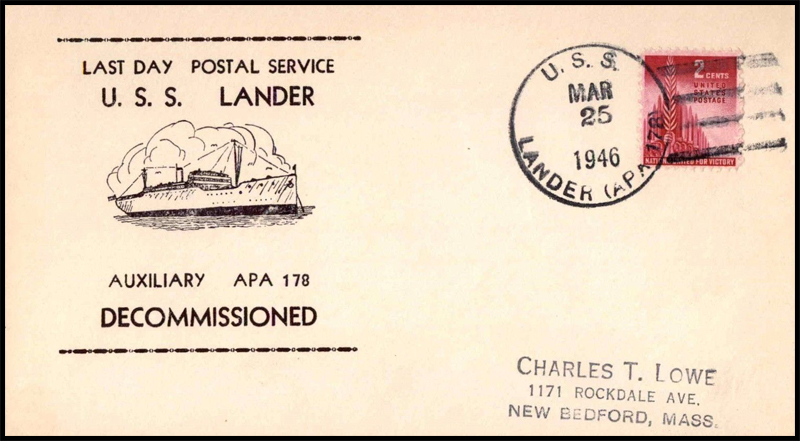 LAST DAY POSTAL SERVICE
U. S. S. LANDER
AUXILIARY APA 178
DECOMMISSIONED
U. S. S.
MAR
25
1946
LANDER (APA 178)
2 CENTS
UNITED
STATES
POSTAGE
NATIONS UNITED FOR VICTORY
CHARLES T. LOWE
1171 ROCKDALE AVE.
NEW BEDFORD, MASS.